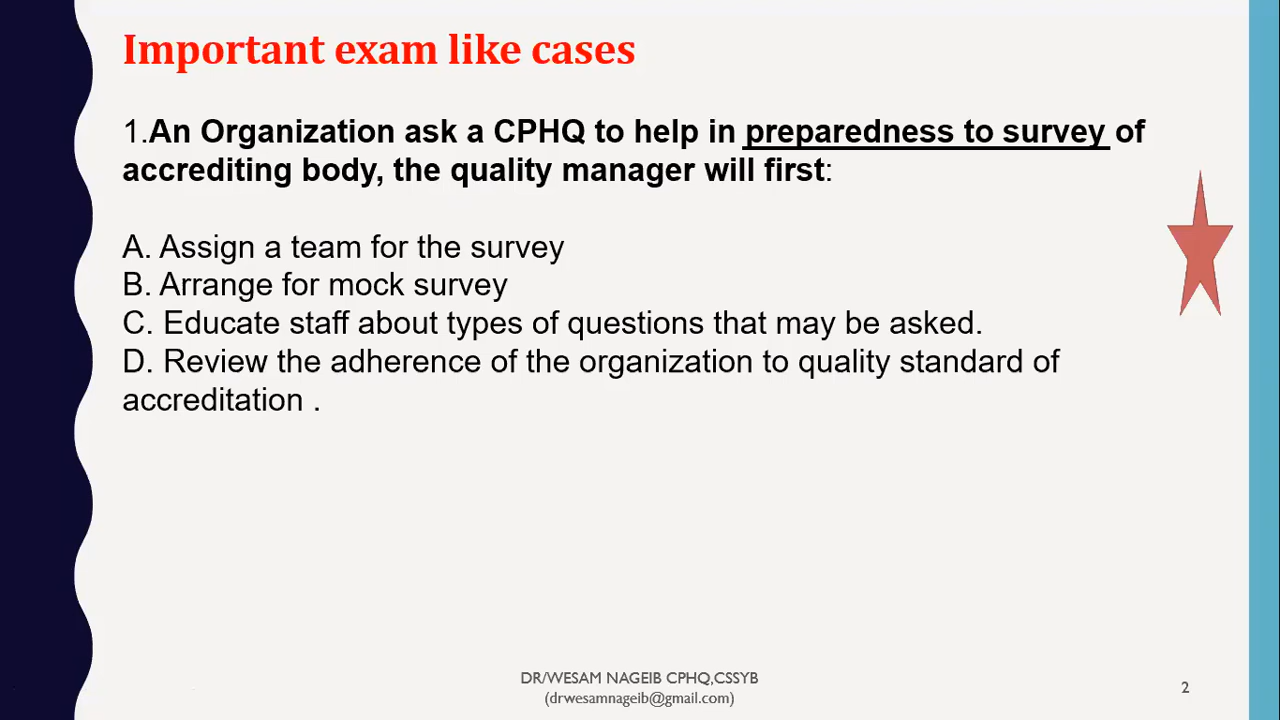 Important exam like cases
1.An Organization ask a CPHQ to help in preparedness to survey of
accrediting body, the quality manager will first:
A. Assign a team for the survey
B. Arrange for mock survey
C. Educate staff about types of questions that may be asked.
D. Review the adherence of the organization to quality standard of
accreditation .
DR/WESAM NAGEIB CPHQ,CSSYB
(drwesamnageib@gmail.com)
2